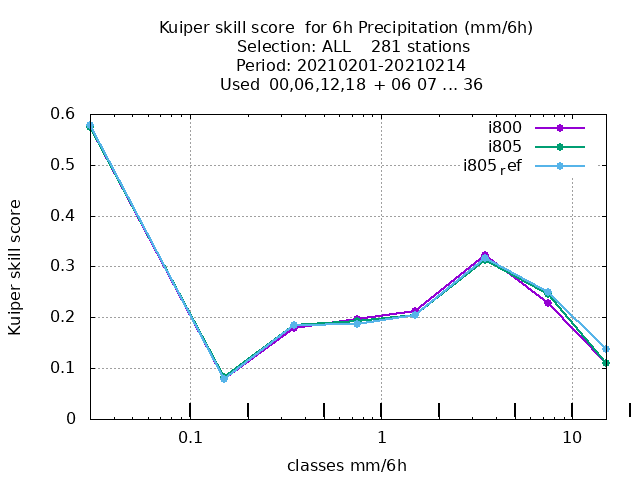 Kuiper skill score  for 6h Precipitation (mm/6h)
Selection: ALL    281 stations
Period: 20210201-20210214
Used  00,06,12,18  + 06 07 ... 36
i800
i805
i805ref
Kuiper skill score
0.6
0.5
0.4
0.3
0.2
0.1
0
0.1 1 10
classes mm/6h